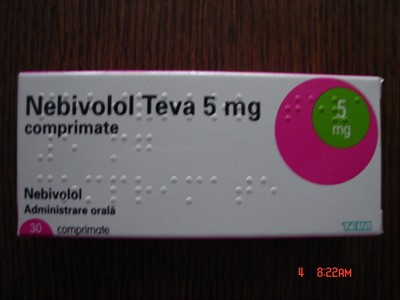 Nebivolol Teva 5 mg
comprimate
5
mg
Nebivolol
Administrare orală
30 comprimate
TEVA
4 8:22AM